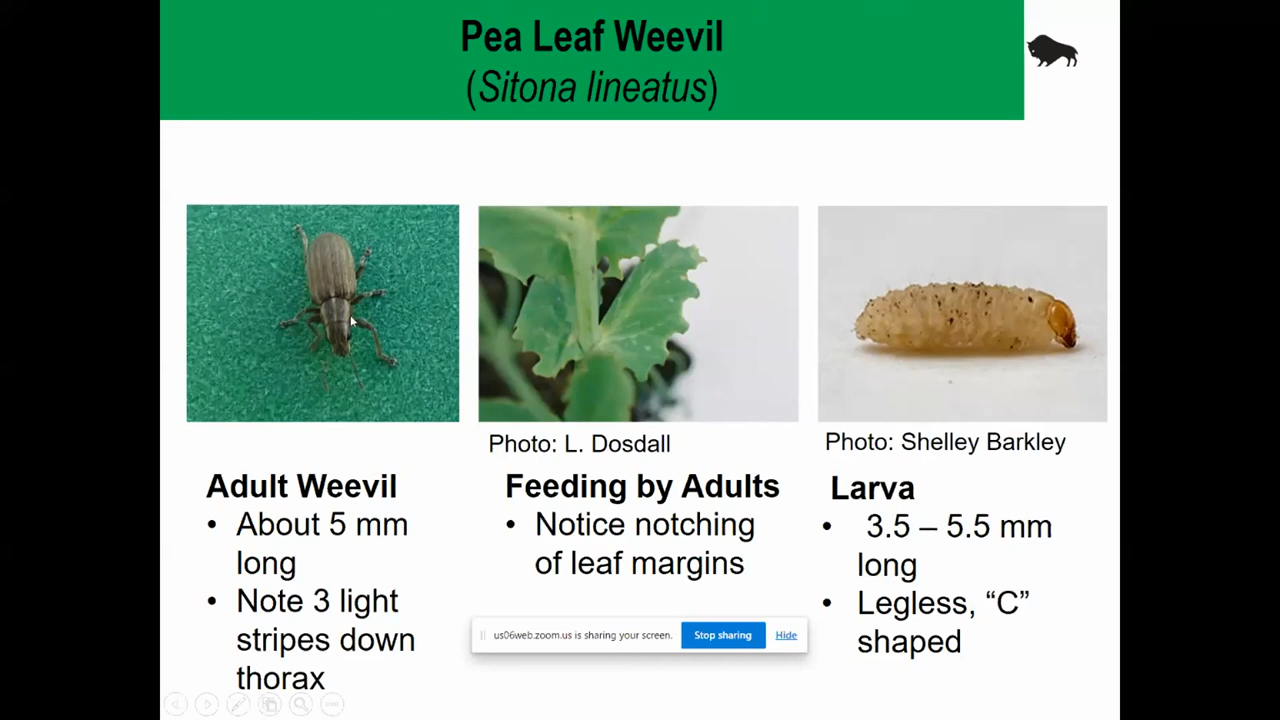 Pea Leaf Weevil
(Sitona lineatus)
Photo: L. Dosdall
Photo: Shelley Barkley
Adult Weevil
• About 5 mm
long
• Note 3 light
stripes down
thorax
Feeding by Adults
• Notice notching
of leaf margins
Larva
• 3.5 – 5.5 mm
long
• Legless, “C”
shaped
us06web.zoom.us is sharing your screen.
Stop sharing
Hide